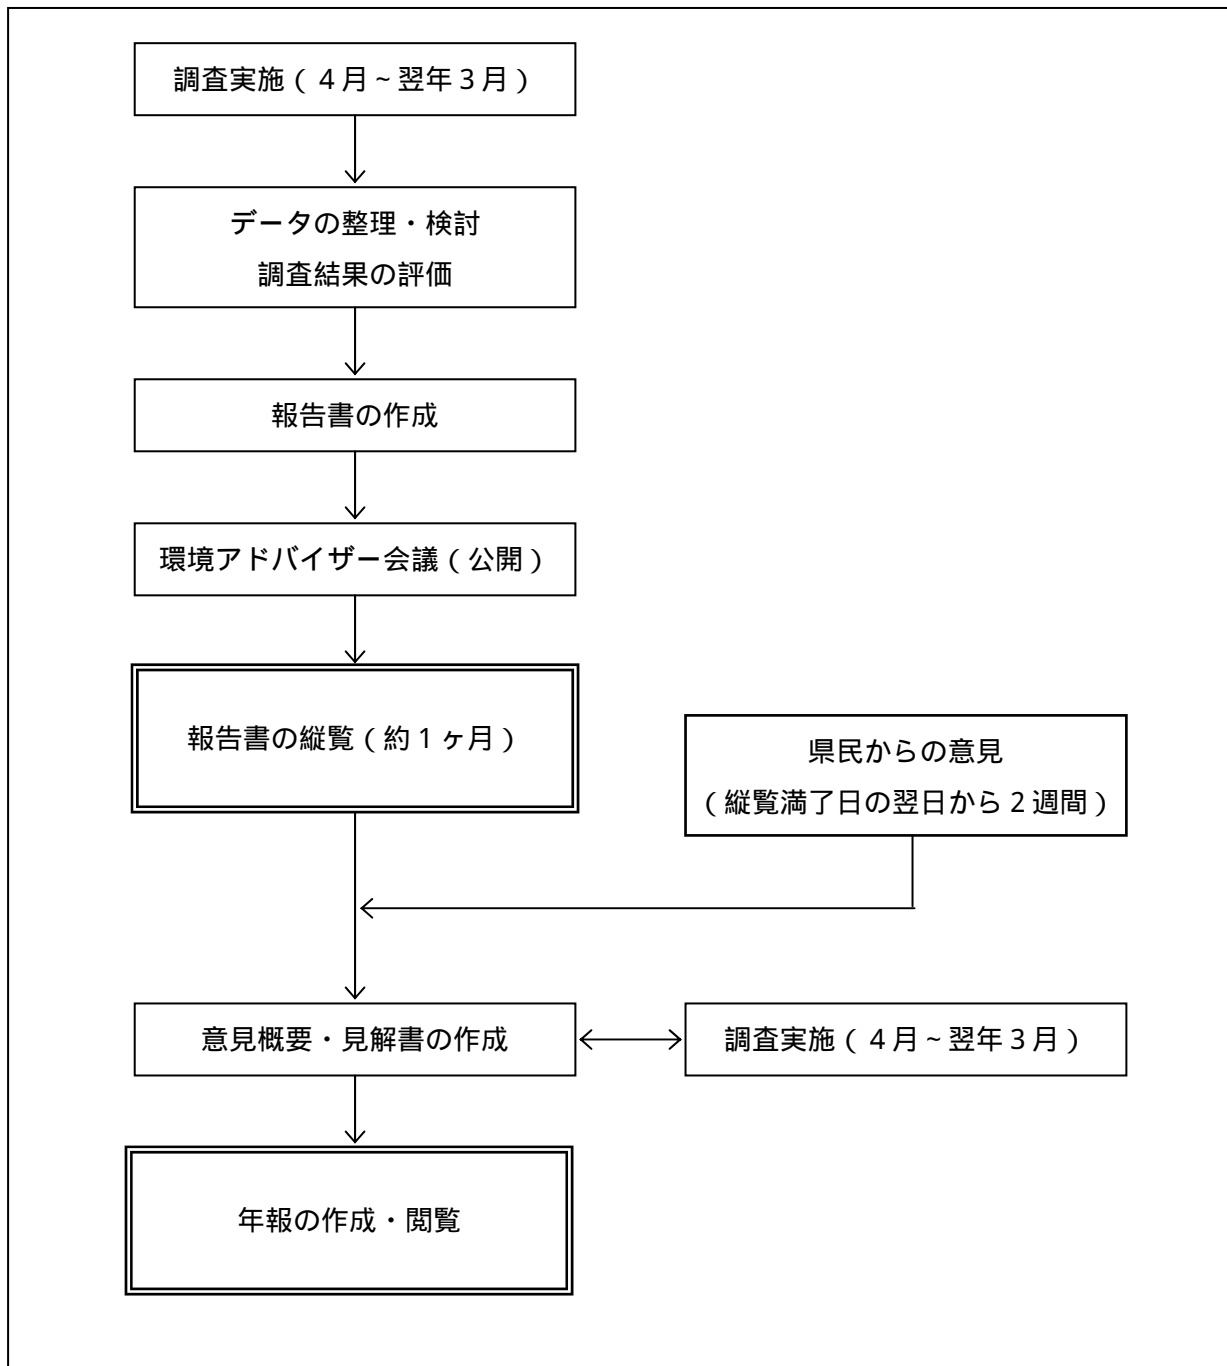 調査実施(4月~翌年3月)
データの整理・検討
調査結果の評価
報告書の作成
環境アドバイザー会議(公開)
報告書の縦覧(約1ヶ月)
県民からの意見
(縦覧満了日の翌日から2週間)
意見概要・見解書の作成
調査実施(4月~翌年3月)
年報の作成・閲覧